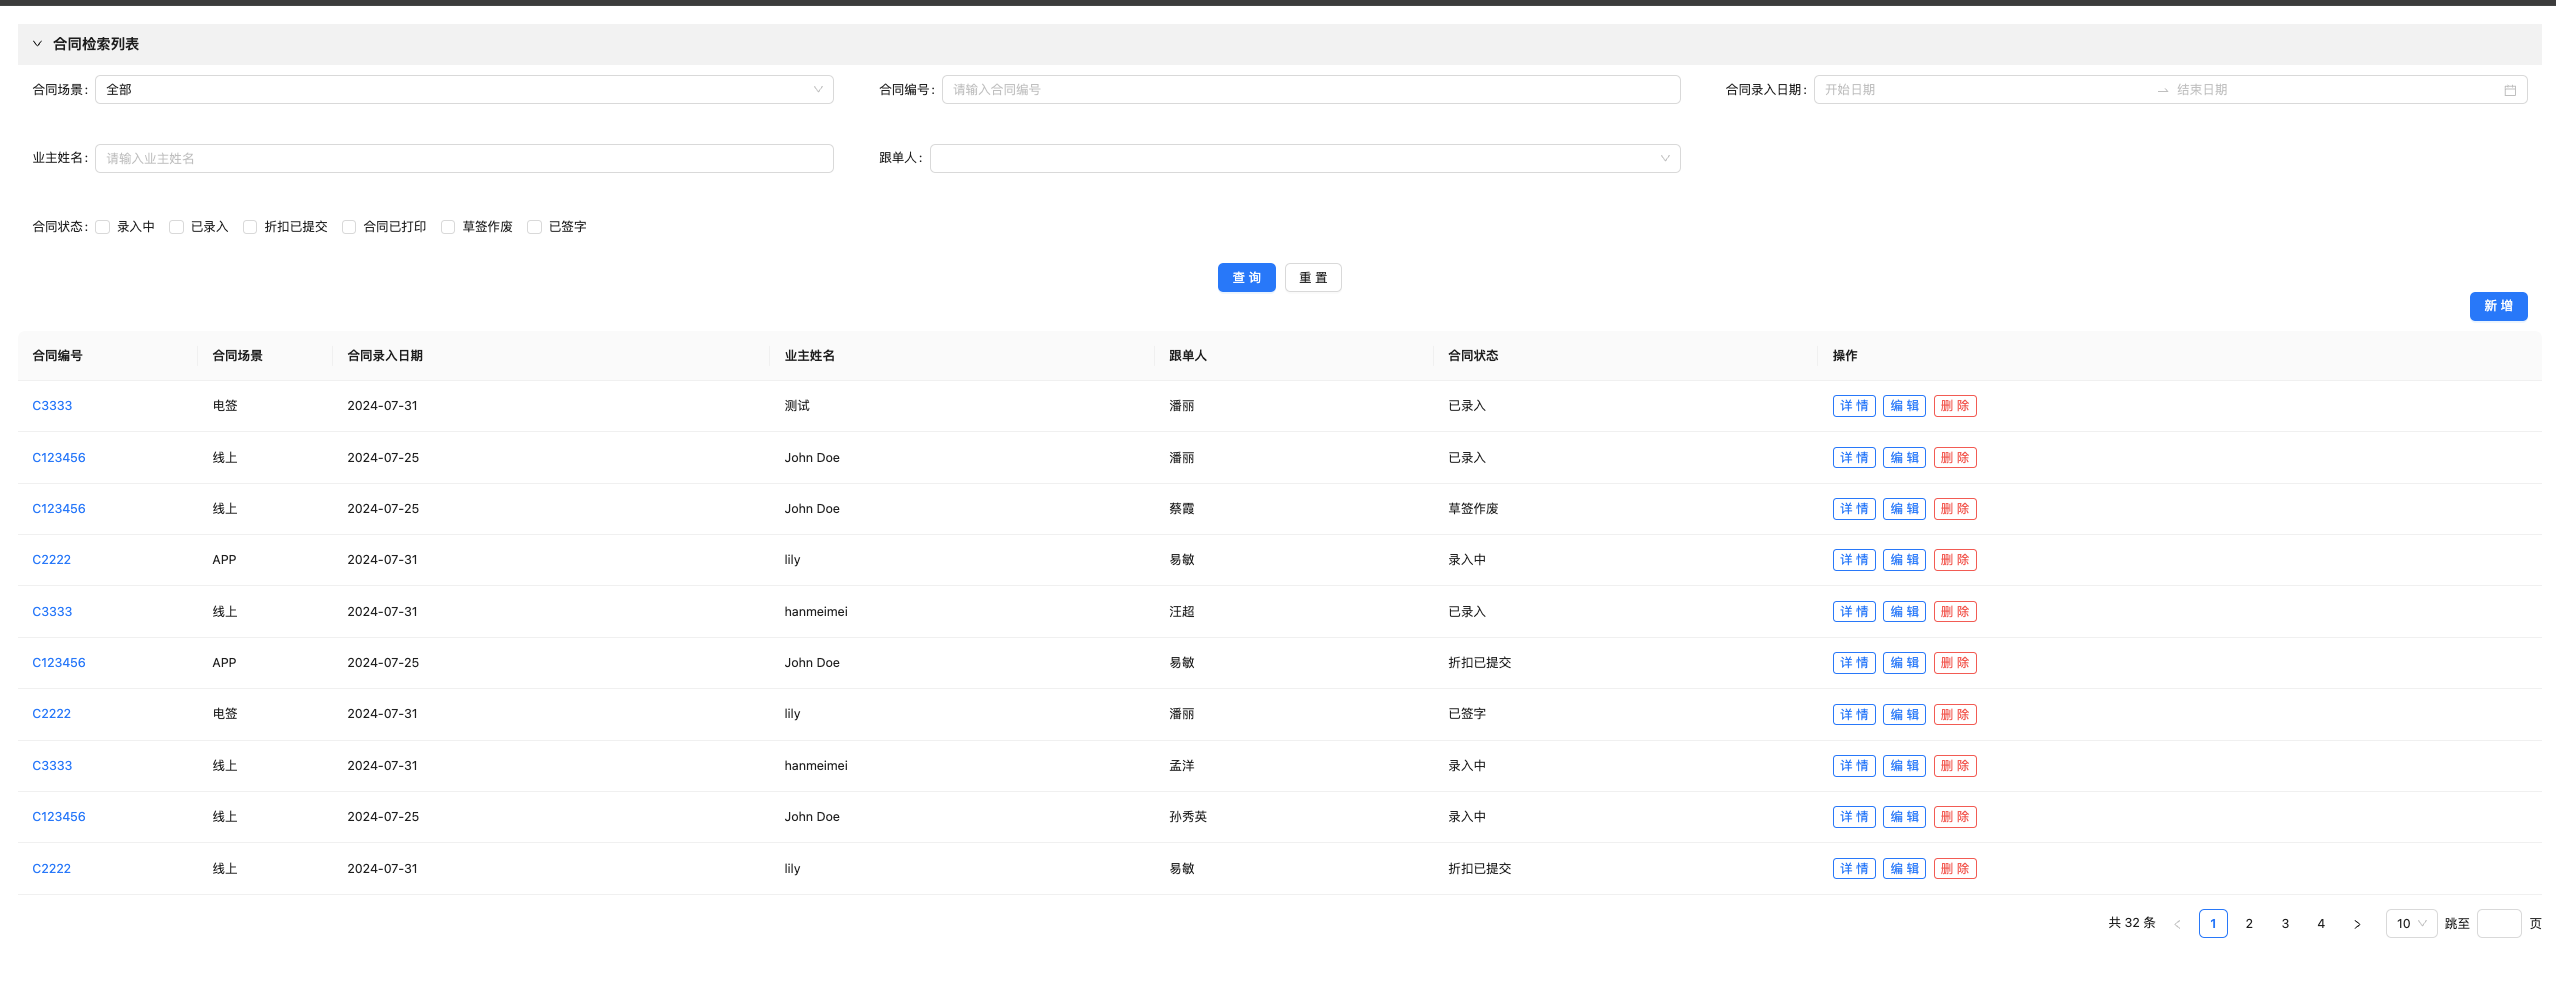 合同检索列表
合同场景: 全部 合同编号: 请输入合同编号 合同录入日期: 开始日期 → 结束日期
业主姓名: 请输入业主姓名 跟单人:
合同状态: 录入中 已录入 折扣已提交 合同已打印 草签作废 已签字
查 询 重 置
新 增
合同编号 合同场景 合同录入日期 业主姓名 跟单人 合同状态 操作
C3333 电签 2024-07-31 测试 潘丽 已录入 详 情 编 辑 删 除
C123456 线上 2024-07-25 John Doe 潘丽 已录入 详 情 编 辑 删 除
C123456 线上 2024-07-25 John Doe 蔡霞 草签作废 详 情 编 辑 删 除
C2222 APP 2024-07-31 lily 易敏 录入中 详 情 编 辑 删 除
C3333 线上 2024-07-31 hanmeimei 汪超 已录入 详 情 编 辑 删 除
C123456 APP 2024-07-25 John Doe 易敏 折扣已提交 详 情 编 辑 删 除
C2222 电签 2024-07-31 lily 潘丽 已签字 详 情 编 辑 删 除
C3333 线上 2024-07-31 hanmeimei 孟洋 录入中 详 情 编 辑 删 除
C123456 线上 2024-07-25 John Doe 孙秀英 录入中 详 情 编 辑 删 除
C2222 线上 2024-07-31 lily 易敏 折扣已提交 详 情 编 辑 删 除
共 32 条 < 1 2 3 4 > 10 跳至 页